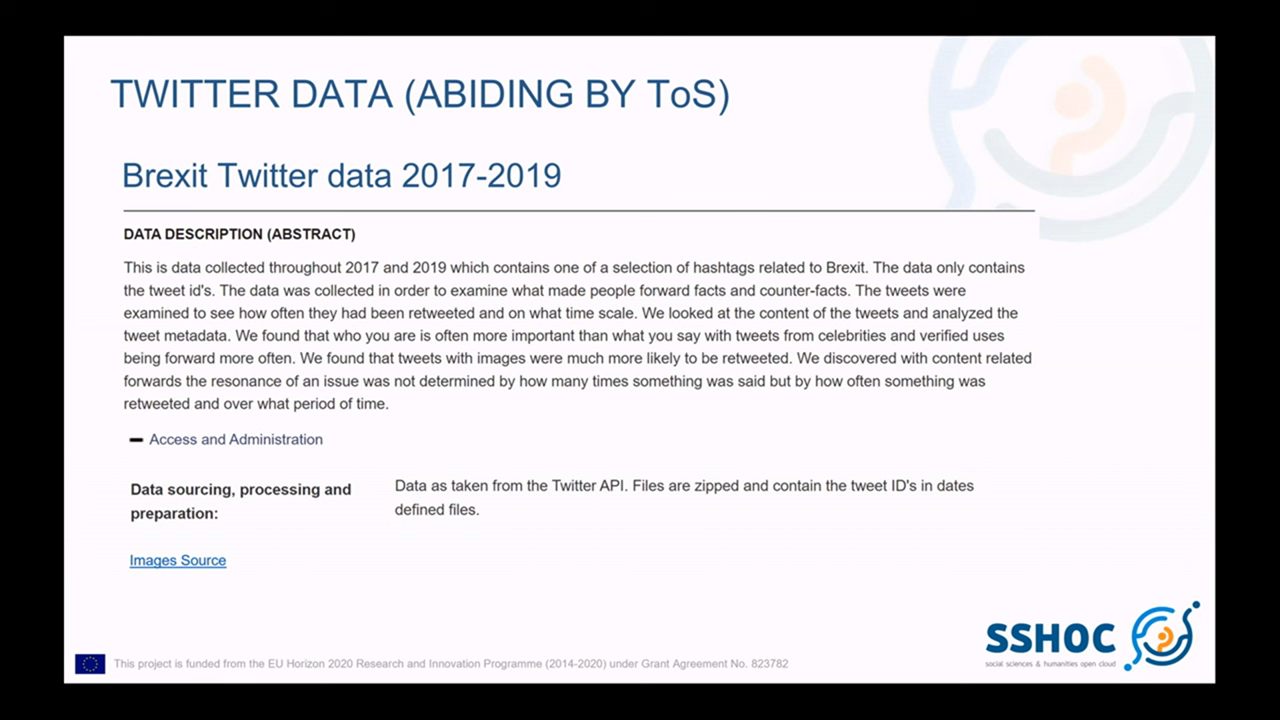 TWITTER DATA (ABIDING BY ToS)
Brexit Twitter data 2017-2019
DATA DESCRIPTION (ABSTRACT)
This is data collected throughout 2017 and 2019 which contains one of a selection of hashtags related to Brexit. The data only contains
the tweet id's. The data was collected in order to examine what made people forward facts and counter-facts. The tweets were
examined to see how often they had been retweeted and on what time scale. We looked at the content of the tweets and analyzed the
tweet metadata. We found that who you are is often more important than what you say with tweets from celebrities and verified uses
being forward more often. We found that tweets with images were much more likely to be retweeted. We discovered with content related
forwards the resonance of an issue was not determined by how many times something was said but by how often something was
retweeted and over what period of time.
Access and Administration
Data sourcing, processing and
preparation:
Data as taken from the Twitter API. Files are zipped and contain the tweet ID's in dates
defined files.
Images Source
SSHOC
social sciences & humanities open cloud
This project is funded from the EU Horizon 2020 Research and Innovation Programme (2014-2020) under Grant Agreement No. 823782